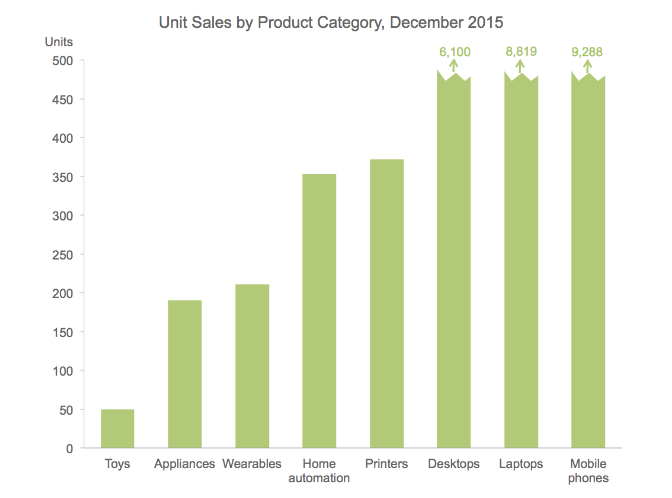 Unit Sales by Product Category, December 2015
Units
6,100 8,819 9,288
500
450
400
350
300
250
200
150
100
50
0
Toys Appliances Wearables Home automation Printers Desktops Laptops Mobile phones